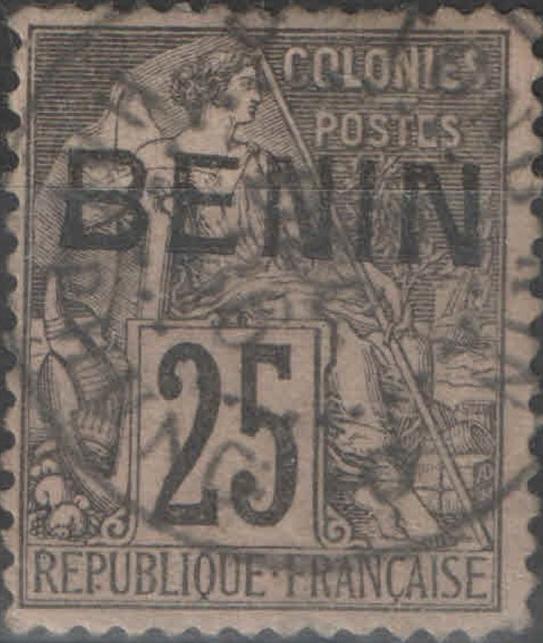 COLONIES
POSTES
BENIN
25
REPUBLIQUE·FRANÇAISE